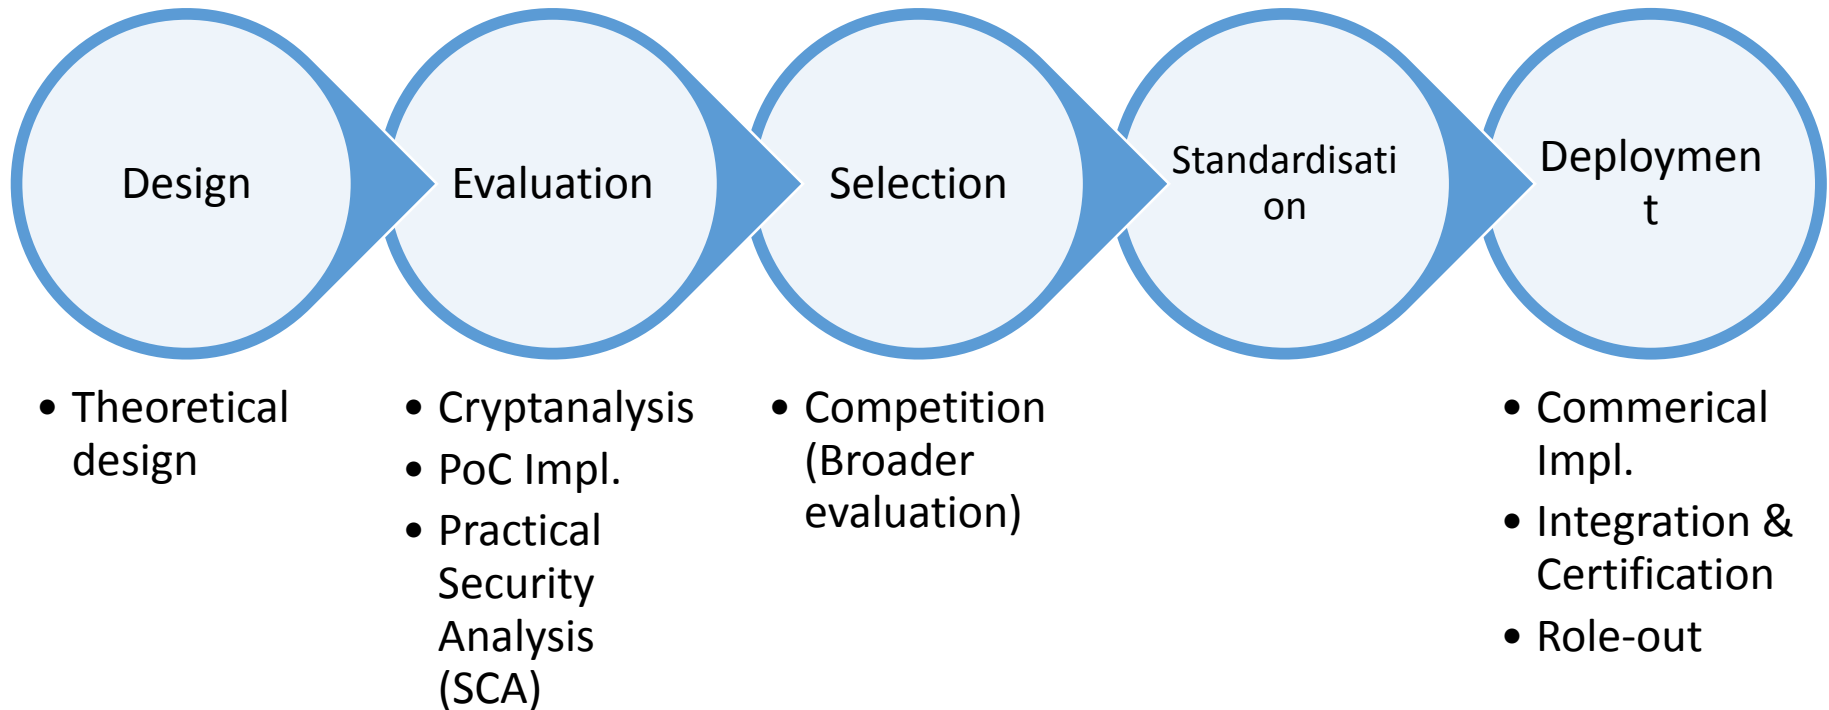 Design
Evaluation
Selection
Standardisati
on
Deploymen
t
• Theoretical
design
• Cryptanalysis
• PoC Impl.
• Practical
Security
Analysis
(SCA)
• Competition
(Broader
evaluation)
• Commerical
Impl.
• Integration &
Certification
• Role-out